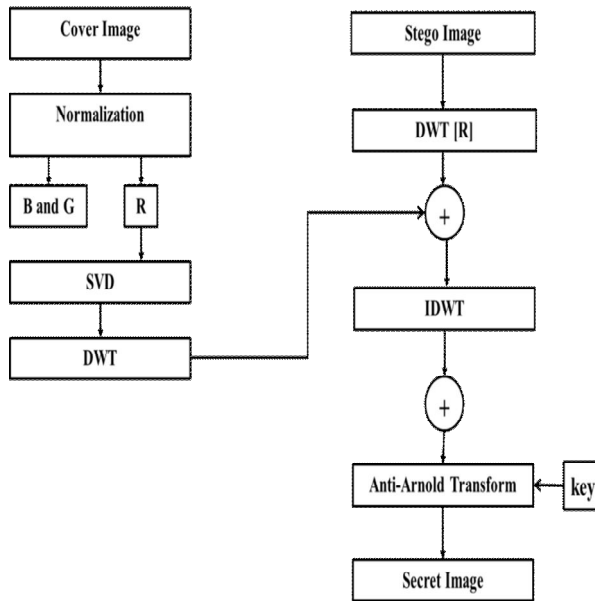 Cover Image
Normalization
B and G
R
SVD
DWT
Stego Image
DWT [R]
+
IDWT
+
Anti-Arnold Transform
key
Secret Image